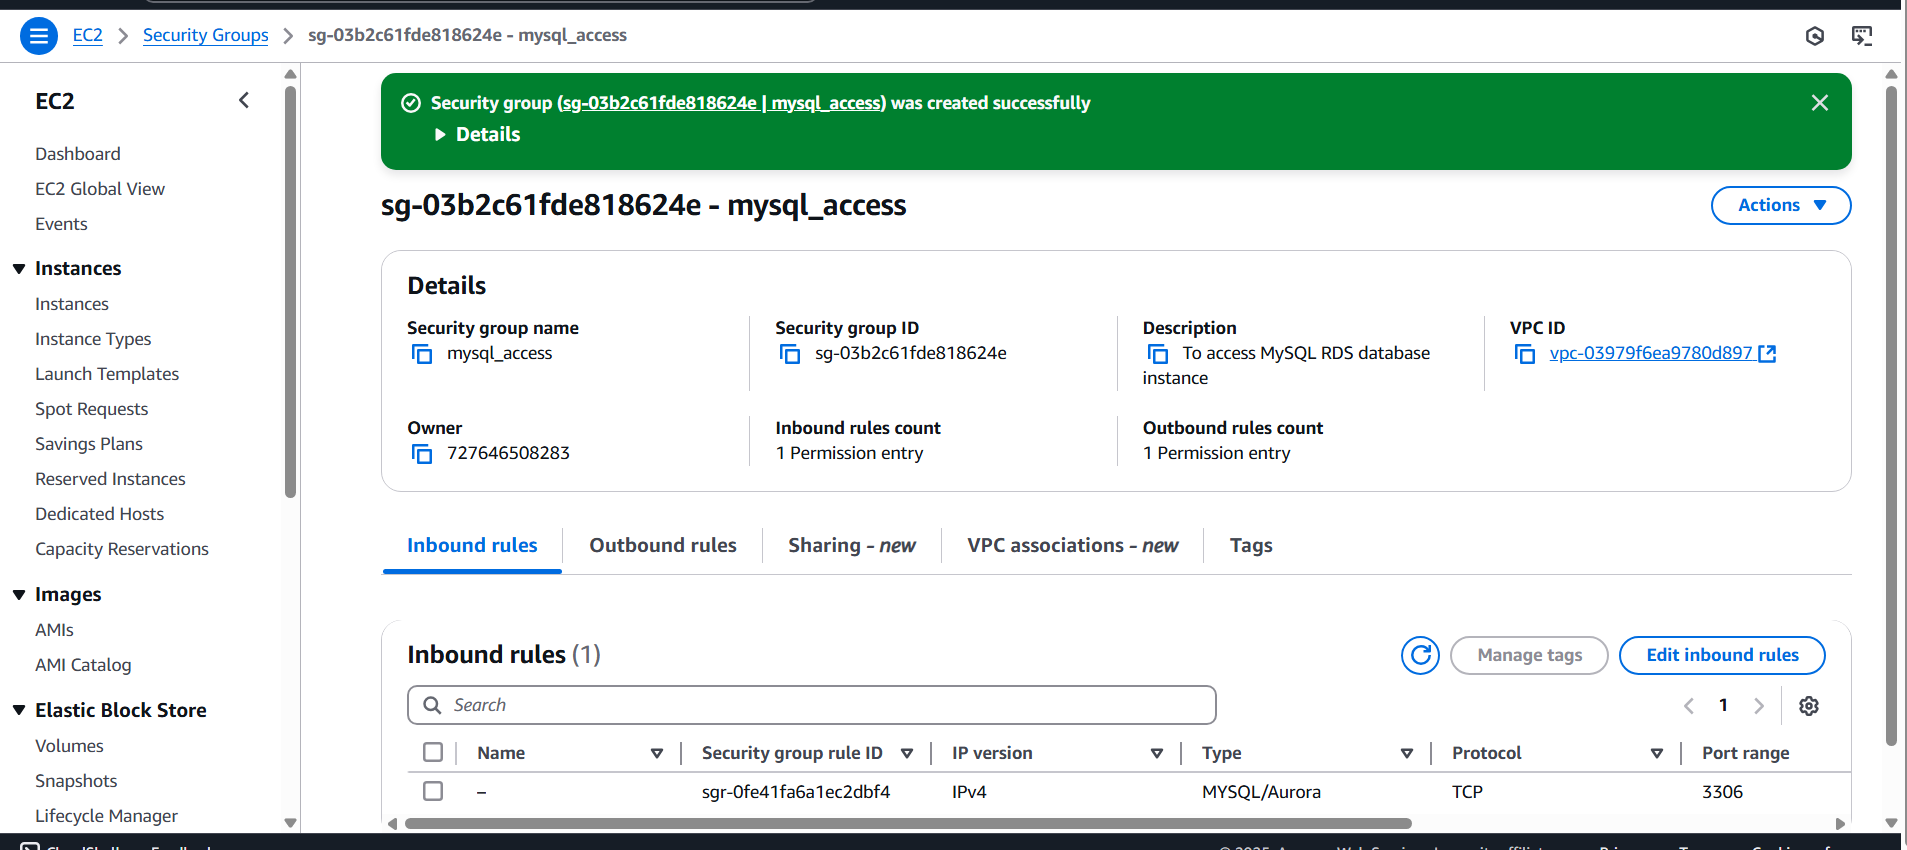 EC2 > Security Groups > sg-03b2c61fde818624e - mysql_access
EC2
Dashboard
EC2 Global View
Events
Instances
Instances
Instance Types
Launch Templates
Spot Requests
Savings Plans
Reserved Instances
Dedicated Hosts
Capacity Reservations
Images
AMIs
AMI Catalog
Elastic Block Store
Volumes
Snapshots
Lifecycle Manager
Security group (sg-03b2c61fde818624e | mysql_access) was created successfully
Details
sg-03b2c61fde818624e - mysql_access
Actions
Details
Security group name
mysql_access
Security group ID
sg-03b2c61fde818624e
Description
To access MySQL RDS database
instance
VPC ID
vpc-03979f6ea9780d897
Owner
727646508283
Inbound rules count
1 Permission entry
Outbound rules count
1 Permission entry
Inbound rules Outbound rules Sharing - new VPC associations - new Tags
Inbound rules (1)
Manage tags
Edit inbound rules
Search
1
Name Security group rule ID IP version Type Protocol Port range
– sgr-0fe41fa6a1ec2dbf4 IPv4 MYSQL/Aurora TCP 3306